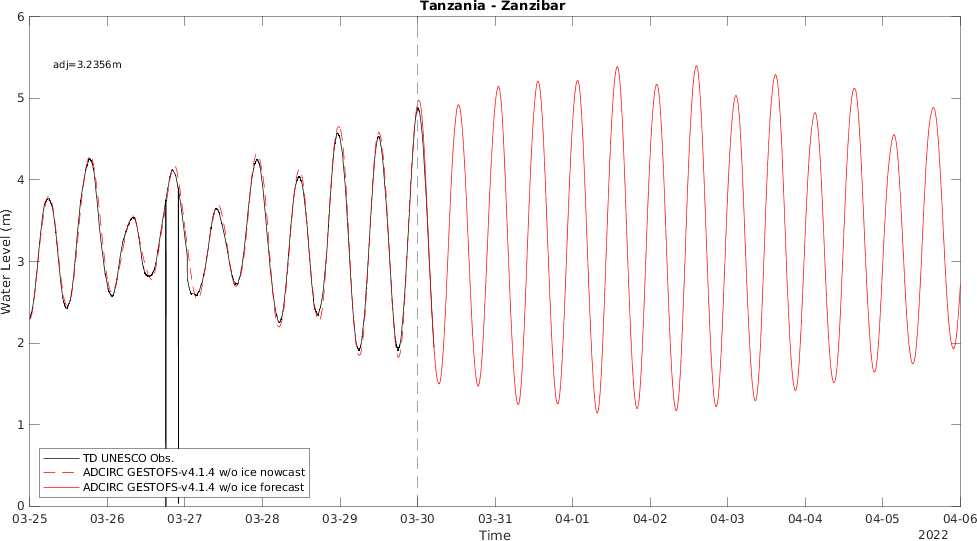 Tanzania - Zanzibar
6
adj=3.2356m
5
4
3
2
1
0
Water Level (m)
TD UNESCO Obs.
ADCIRC GESTOFS-v4.1.4 w/o ice nowcast
ADCIRC GESTOFS-v4.1.4 w/o ice forecast
03-25 03-26 03-27 03-28 03-29 03-30 03-31 04-01 04-02 04-03 04-04 04-05 04-06
Time
2022